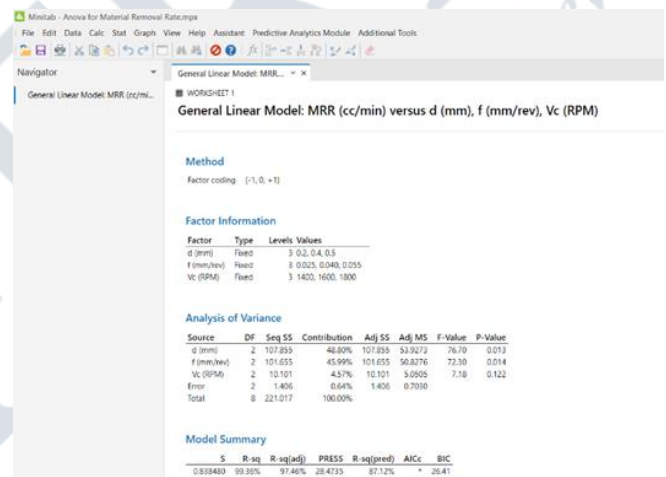 Minitab - Anova for Material Removal Rate.mpx
File Edit Data Calc Stat Graph View Help Assistant Predictive Analytics Module Additional Tools
Navigator
General Linear Model: MRR (cc/mi...
General Linear Model: MRR...
WORKSHEET 1
General Linear Model: MRR (cc/min) versus d (mm), f (mm/rev), Vc (RPM)
Method
Factor coding (-1, 0, +1)
Factor Information
Factor Type Levels Values
d (mm) Fixed 3 0.2, 0.4, 0.5
f (mm/rev) Fixed 3 0.025, 0.040, 0.055
Vc (RPM) Fixed 3 1400, 1600, 1800
Analysis of Variance
Source DF Seq SS Contribution Adj SS Adj MS F-Value P-Value
d (mm) 2 107.855 48.80% 107.855 53.9273 76.70 0.013
f (mm/rev) 2 101.655 45.99% 101.655 50.8276 72.30 0.014
Vc (RPM) 2 10.101 4.57% 10.101 5.0505 7.18 0.122
Error 2 1.406 0.64% 1.406 0.7030
Total 8 221.017 100.00%
Model Summary
S R-sq R-sq(adj) PRESS R-sq(pred) AICc BIC
0.838480 99.36% 97.46% 28.4735 87.12% * 26.41